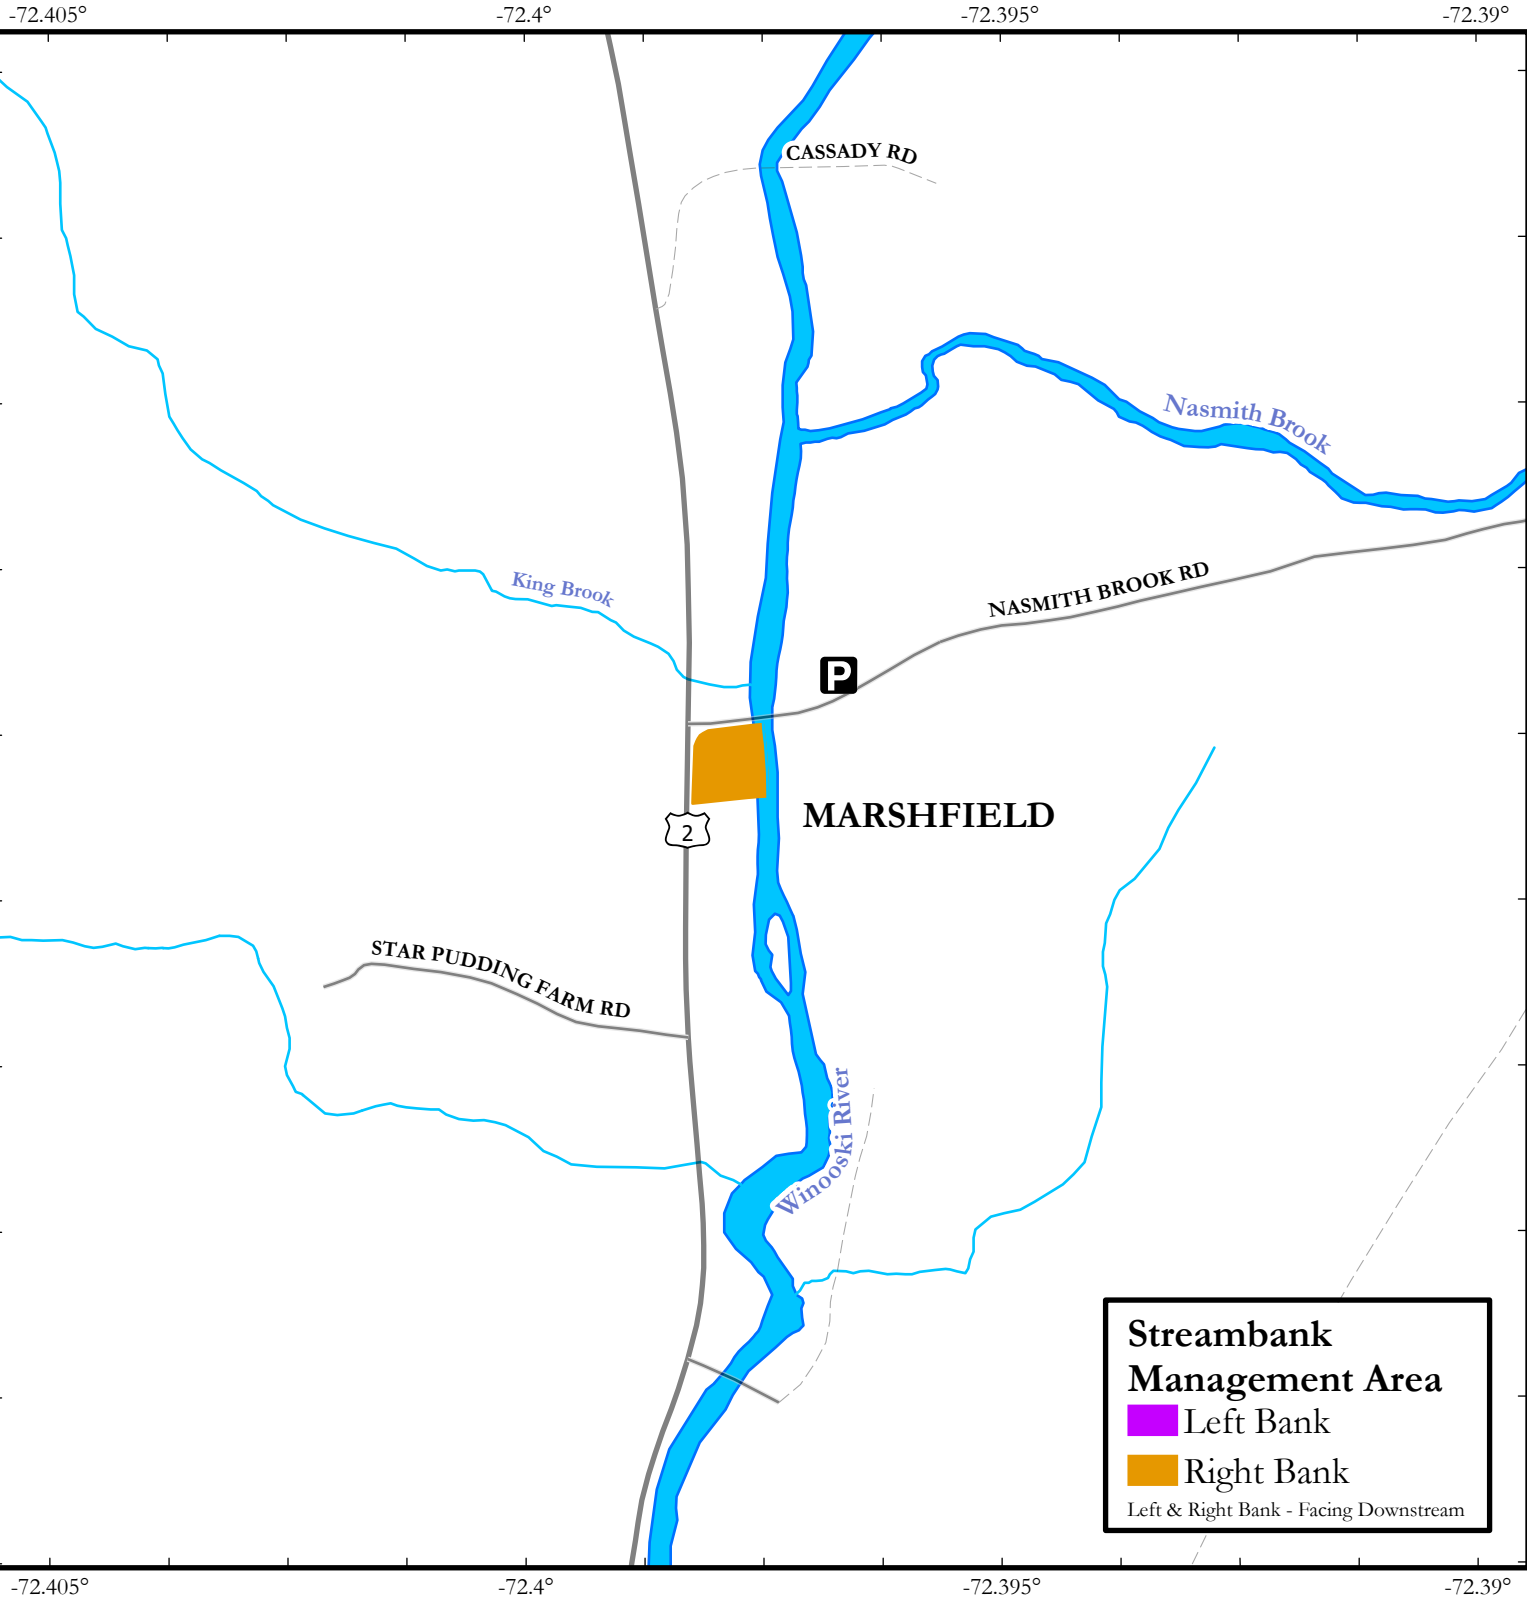 -72.405° -72.4° -72.395° -72.39°
CASSADY RD
Nasmith Brook
King Brook
NASMITH BROOK RD
P
MARSHFIELD
2
STAR PUDDING FARM RD
Winooski River
Streambank
Management Area
Left Bank
Right Bank
Left & Right Bank - Facing Downstream
-72.405° -72.4° -72.395° -72.39°